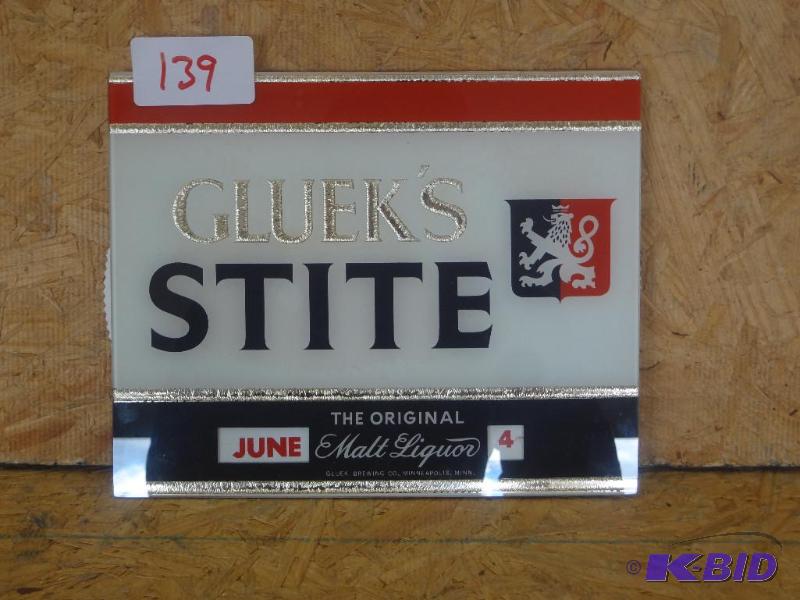 139
GLUEK'S
STITE
THE ORIGINAL
JUNE Malt Liquor 4
GLUEK BREWING CO., MINNEAPOLIS, MINN.
© K-BID